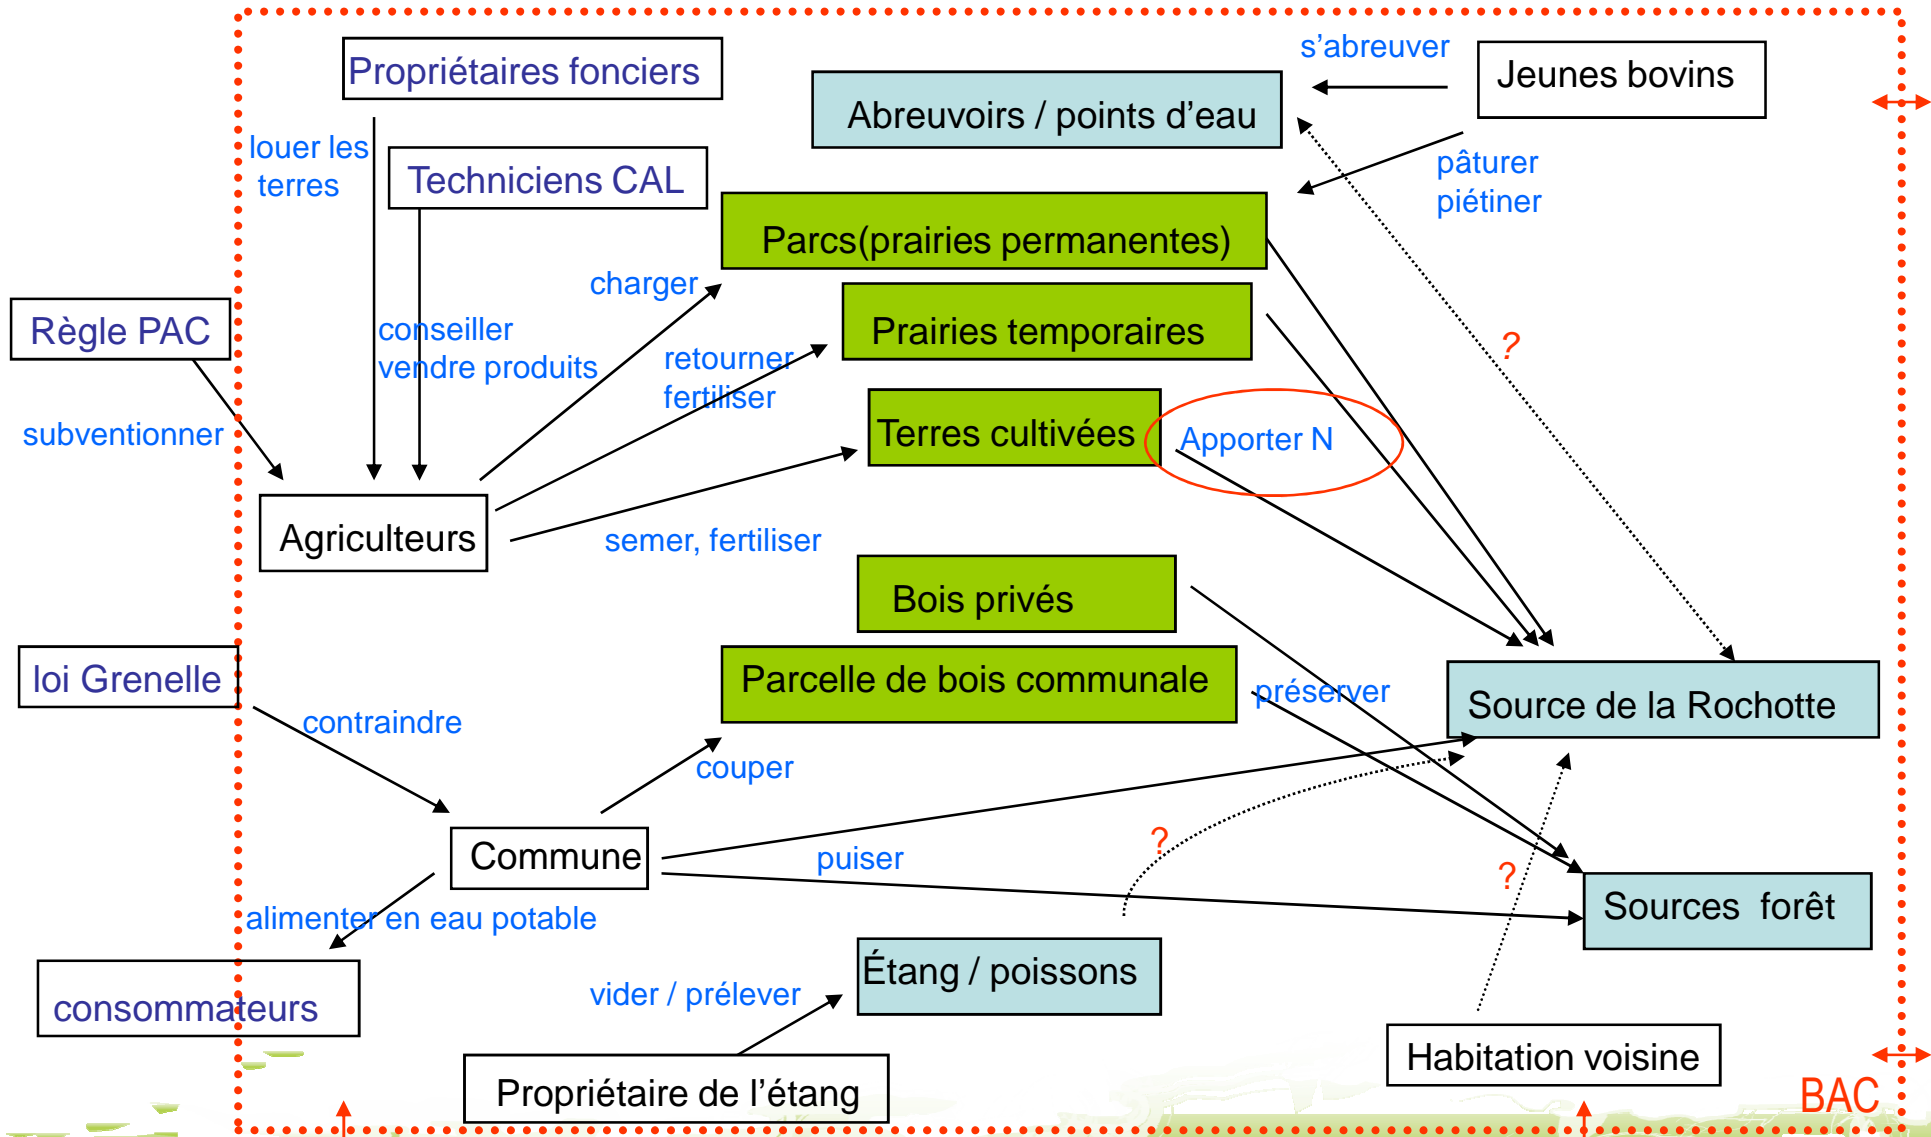 s’abreuver
Propriétaires fonciers
Jeunes bovins
Abreuvoirs / points d’eau
louer les
terres
Techniciens CAL
pâturer
piétiner
Parcs(prairies permanentes)
charger
Règle PAC
conseiller
vendre produits
Prairies temporaires
?
retourner
fertiliser
subventionner
Terres cultivées
Apporter N
Agriculteurs
semer, fertiliser
Bois privés
loi Grenelle
Parcelle de bois communale
préserver
Source de la Rochotte
contraindre
couper
Commune
puiser
?
?
alimenter en eau potable
Sources forêt
Étang / poissons
vider / prélever
consommateurs
Habitation voisine
Propriétaire de l’étang
BAC